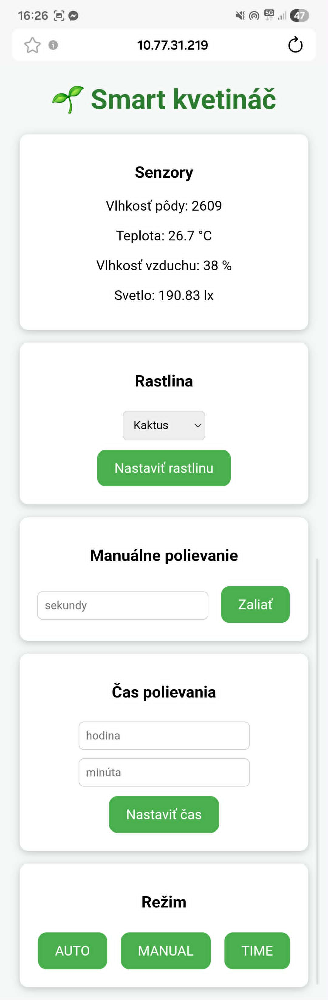 16:26
5G
47
10.77.31.219
Smart kvetináč
Senzory
Vlhkosť pôdy: 2609
Teplota: 26.7 °C
Vlhkosť vzduchu: 38 %
Svetlo: 190.83 lx
Rastlina
Kaktus
Nastaviť rastlinu
Manuálne polievanie
sekundy
Zaliať
Čas polievania
hodina
minúta
Nastaviť čas
Režim
AUTO MANUAL TIME